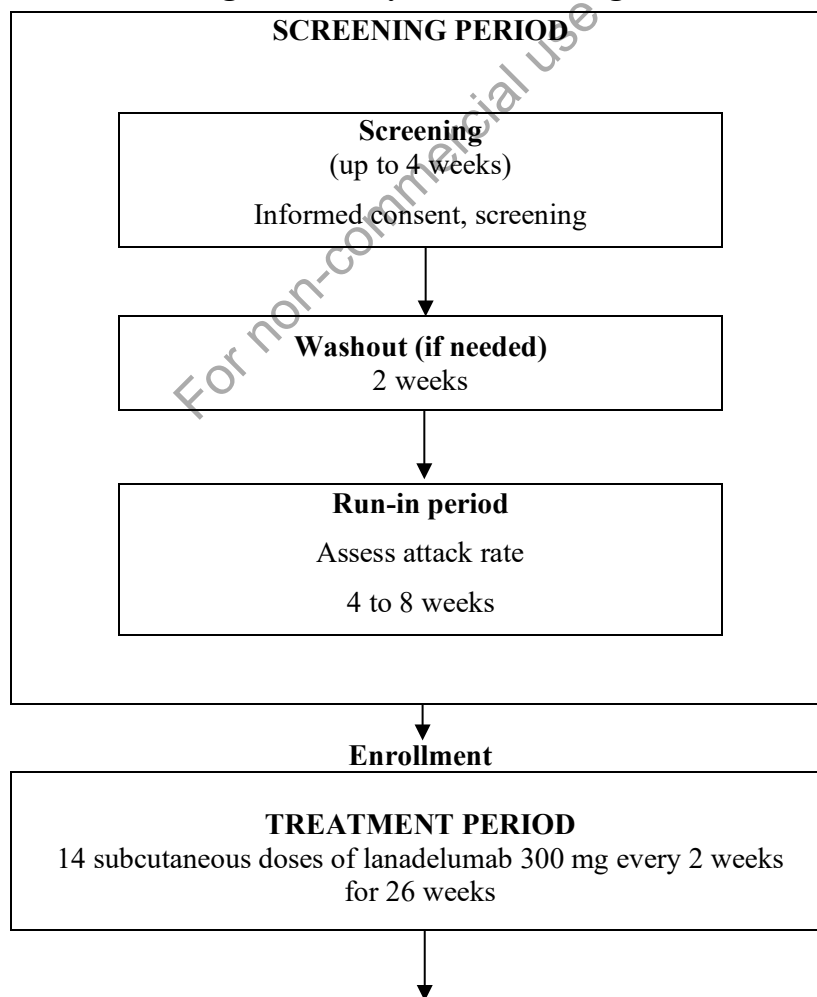 SCREENING PERIOD
For non-commercial use
Screening
(up to 4 weeks)
Informed consent, screening
Washout (if needed)
2 weeks
Run-in period
Assess attack rate
4 to 8 weeks
Enrollment
TREATMENT PERIOD
14 subcutaneous doses of lanadelumab 300 mg every 2 weeks
for 26 weeks